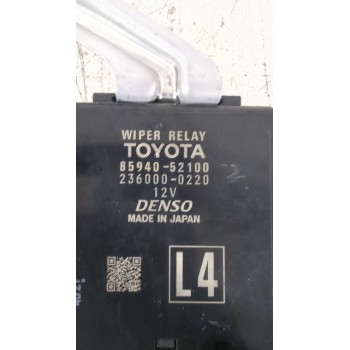 WIPER RELAY
TOYOTA
85940-52100
236000-0220
12V
DENSO
MADE IN JAPAN
L4